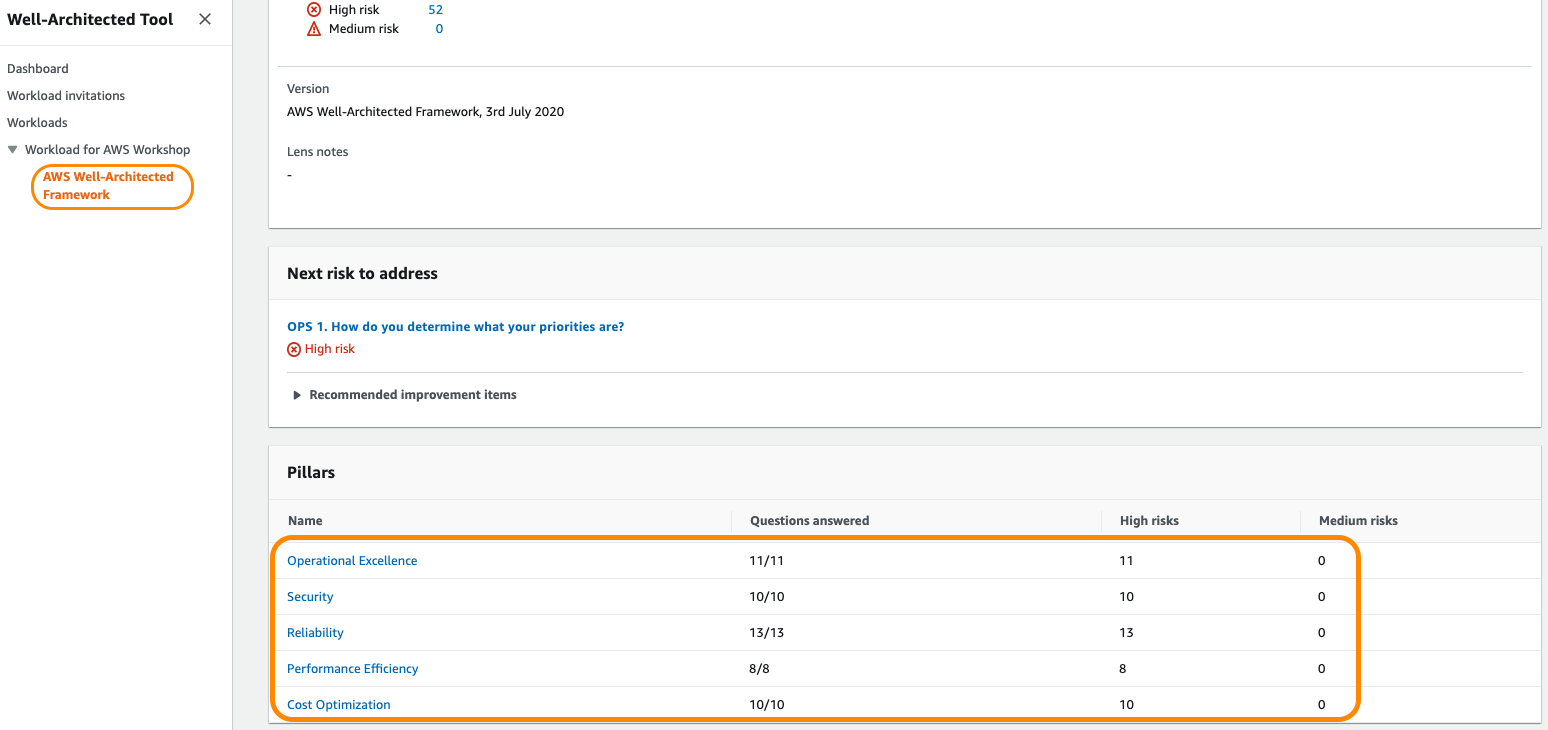 Well-Architected Tool
Dashboard
Workload invitations
Workloads
Workload for AWS Workshop
AWS Well-Architected
Framework
High risk 52
Medium risk 0
Version
AWS Well-Architected Framework, 3rd July 2020
Lens notes
-
Next risk to address
OPS 1. How do you determine what your priorities are?
High risk
Recommended improvement items
Pillars
Name Questions answered High risks Medium risks
Operational Excellence 11/11 11 0
Security 10/10 10 0
Reliability 13/13 13 0
Performance Efficiency 8/8 8 0
Cost Optimization 10/10 10 0